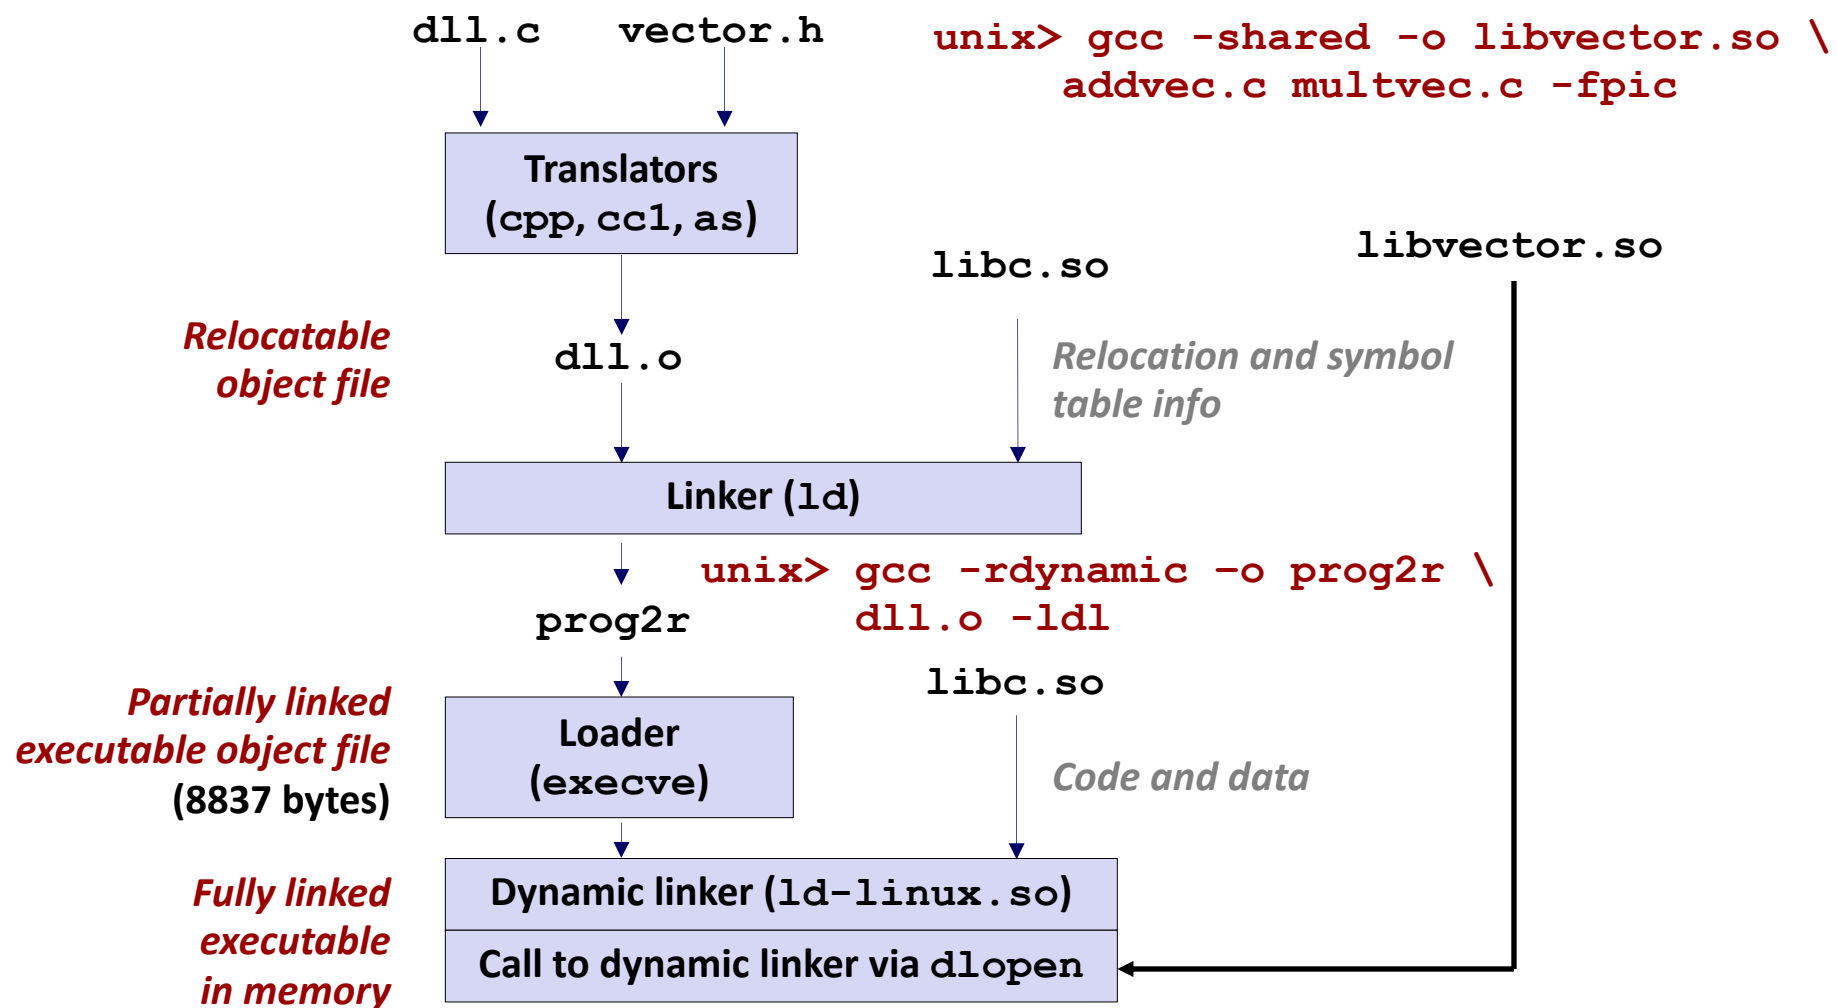 dll.c vector.h
unix> gcc -shared -o libvector.so \
addvec.c multvec.c -fpic
Translators
(cpp, cc1, as)
libc.so
libvector.so
Relocatable
object file
dll.o
Relocation and symbol
table info
Linker (ld)
unix> gcc -rdynamic –o prog2r \
dll.o -ldl
prog2r
libc.so
Partially linked
executable object file
(8837 bytes)
Loader
(execve)
Code and data
Fully linked
executable
in memory
Dynamic linker (ld-linux.so)
Call to dynamic linker via dlopen